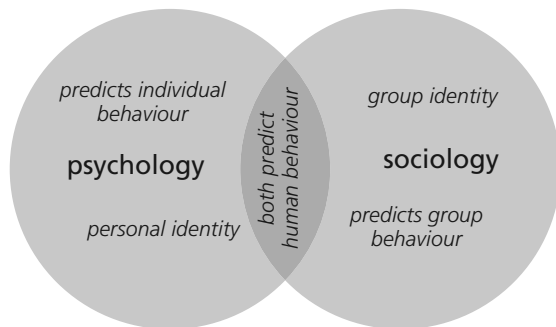 predicts individual
behaviour
psychology
personal identity
both predict
human behaviour
group identity
sociology
predicts group
behaviour